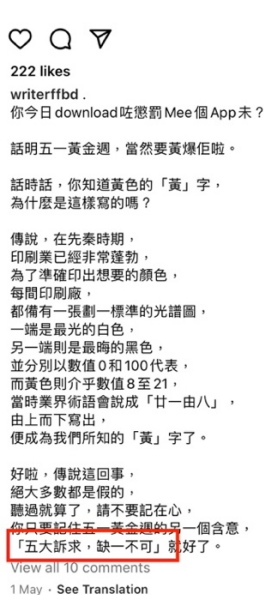 222 likes
writerffbd .
你今日download咗懲罰Mee個App未？
話明五一黃金週，當然要黃爆佢啦。
話時話，你知道黃色的「黃」字，
為什麼是這樣寫的嗎？
傳說，在先秦時期，
印刷業已經非常蓬勃，
為了準確印出想要的顏色，
每間印刷廠，
都備有一張劃一標準的光譜圖，
一端是最光的白色，
另一端則是最晦的黑色，
並分別以數值0和100代表，
而黃色則介乎數值8至21，
當時業界術語會說成「廿一由八」，
由上而下寫出，
便成為我們所知的「黃」字了。
好啦，傳說這回事，
絕大多數都是假的，
聽過就算了，請不要記在心，
你只要記住五一黃金週的另一個含意，
「五大訴求，缺一不可」就好了。
View all 10 comments
1 May · See Translation